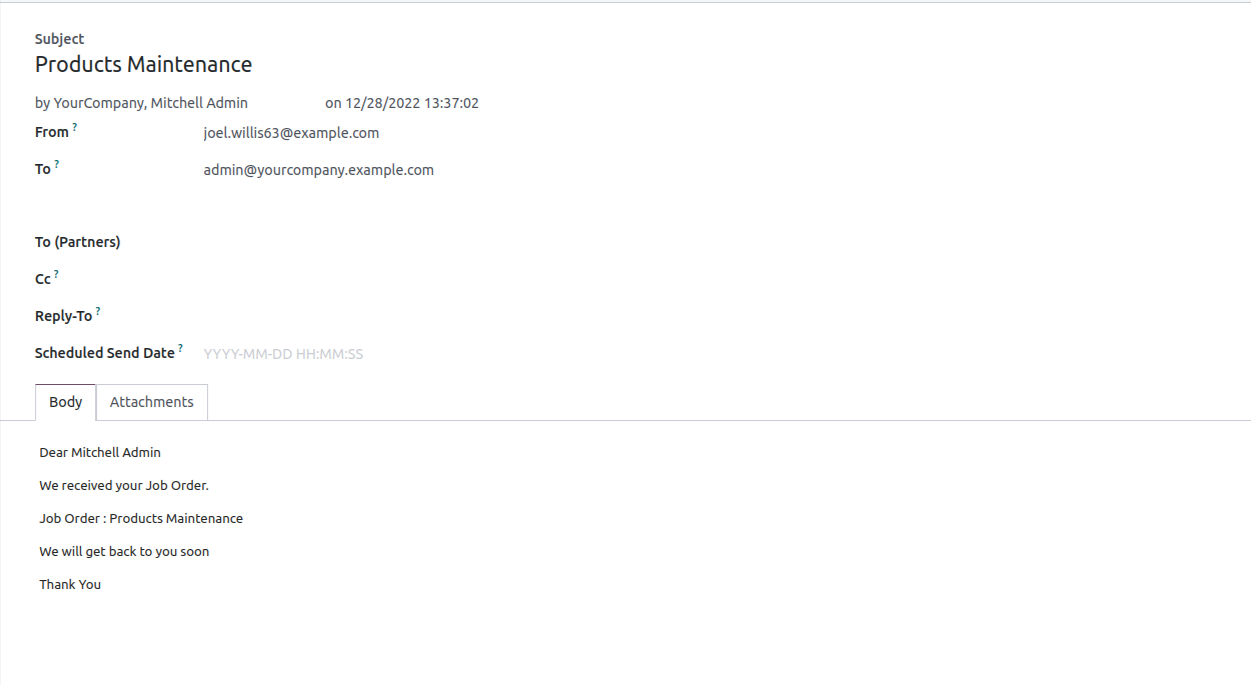 Subject
Products Maintenance
by YourCompany, Mitchell Admin on 12/28/2022 13:37:02
From ? joel.willis63@example.com
To ? admin@yourcompany.example.com
To (Partners)
Cc ?
Reply-To ?
Scheduled Send Date ? YYYY-MM-DD HH:MM:SS
Body Attachments
Dear Mitchell Admin
We received your Job Order.
Job Order : Products Maintenance
We will get back to you soon
Thank You